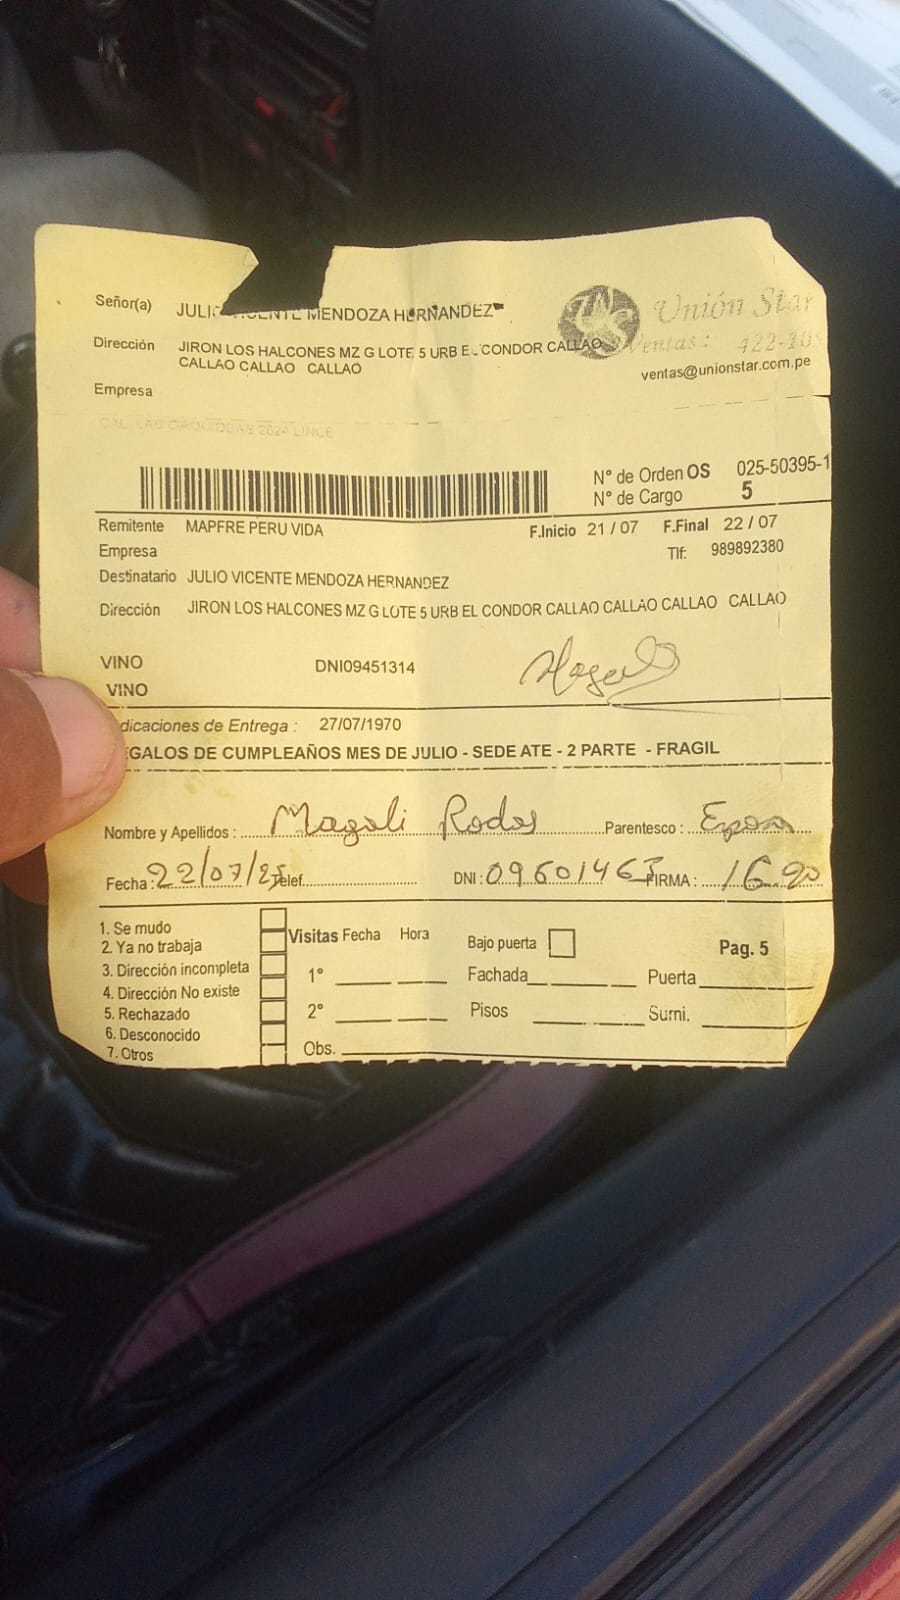 Señor(a) JULIO VICENTE MENDOZA HERNANDEZ
Unión Star
Dirección JIRON LOS HALCONES MZ G LOTE 5 URB EL CONDOR CALLAO
CALLAO CALLAO CALLAO
Ventas: 422-10
ventas@unionstar.com.pe
Empresa
CAL. LAS ORQUIDEAS 2624 LINCE
N° de Orden OS 025-50395-1
N° de Cargo 5
Remitente MAPFRE PERU VIDA
F.Inicio 21 / 07 F.Final 22 / 07
Empresa
Tlf: 989892380
Destinatario JULIO VICENTE MENDOZA HERNANDEZ
Dirección JIRON LOS HALCONES MZ G LOTE 5 URB EL CONDOR CALLAO CALLAO CALLAO CALLAO
VINO DNI09451314
VINO
dicaciones de Entrega : 27/07/1970
EGALOS DE CUMPLEAÑOS MES DE JULIO - SEDE ATE - 2 PARTE - FRAGIL
Nombre y Apellidos : Magali Rodas Parentesco : Esposa
Fecha : 22/07/25 Telef. DNI: 09601463 FIRMA: 16:20
1. Se mudo
2. Ya no trabaja
3. Dirección incompleta
4. Dirección No existe
5. Rechazado
6. Desconocido
7. Otros
Visitas Fecha Hora
1°
2°
Obs.
Bajo puerta
Pag. 5
Fachada Puerta
Pisos Sumi.